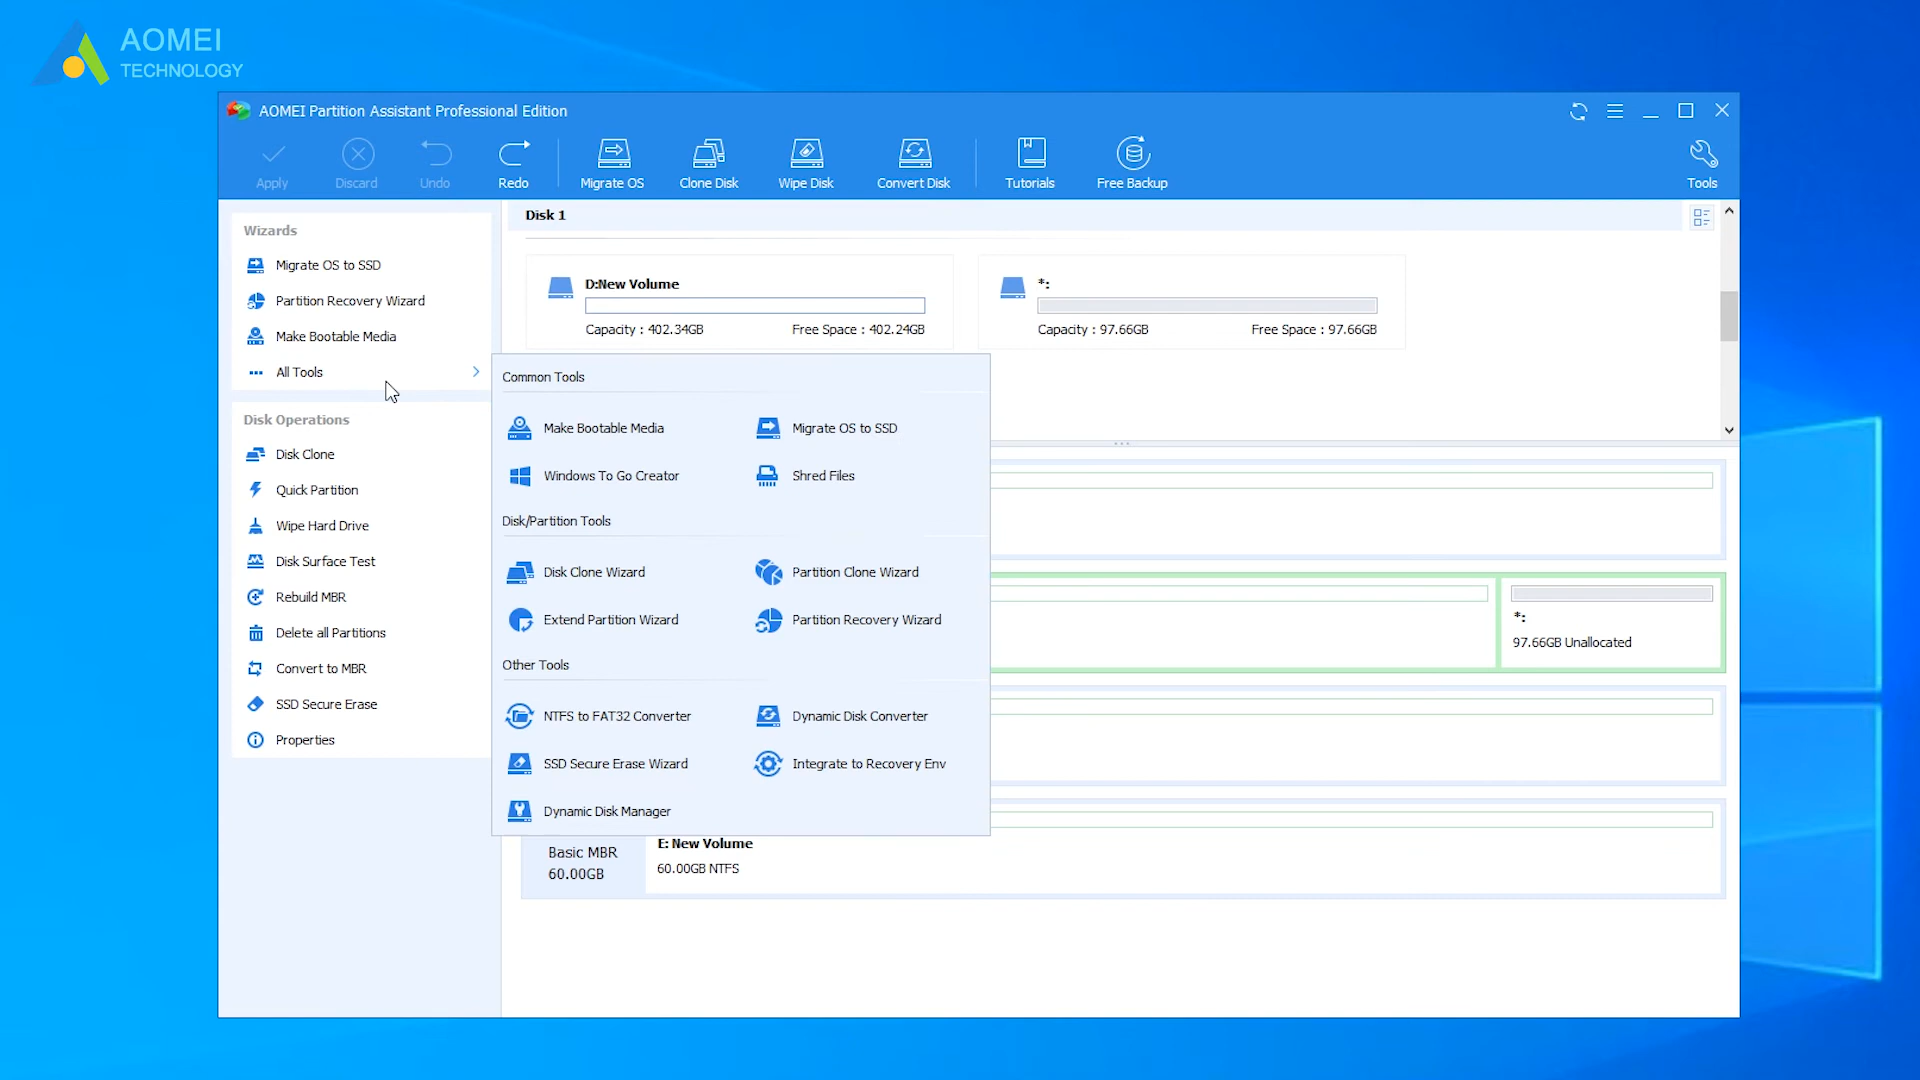 AOMEI
TECHNOLOGY
AOMEI Partition Assistant Professional Edition
Apply
Discard
Undo
Redo
Migrate OS
Clone Disk
Wipe Disk
Convert Disk
Tutorials
Free Backup
Tools
Wizards
Migrate OS to SSD
Partition Recovery Wizard
Make Bootable Media
All Tools
Disk Operations
Disk Clone
Quick Partition
Wipe Hard Drive
Disk Surface Test
Rebuild MBR
Delete all Partitions
Convert to MBR
SSD Secure Erase
Properties
Disk 1
D:New Volume
Capacity : 402.34GB
Free Space : 402.24GB
*:
Capacity : 97.66GB
Free Space : 97.66GB
Common Tools
Make Bootable Media
Migrate OS to SSD
Windows To Go Creator
Shred Files
Disk/Partition Tools
Disk Clone Wizard
Partition Clone Wizard
Extend Partition Wizard
Partition Recovery Wizard
Other Tools
NTFS to FAT32 Converter
Dynamic Disk Converter
SSD Secure Erase Wizard
Integrate to Recovery Env
Dynamic Disk Manager
*:
97.66GB Unallocated
Basic MBR
60.00GB
E: New Volume
60.00GB NTFS